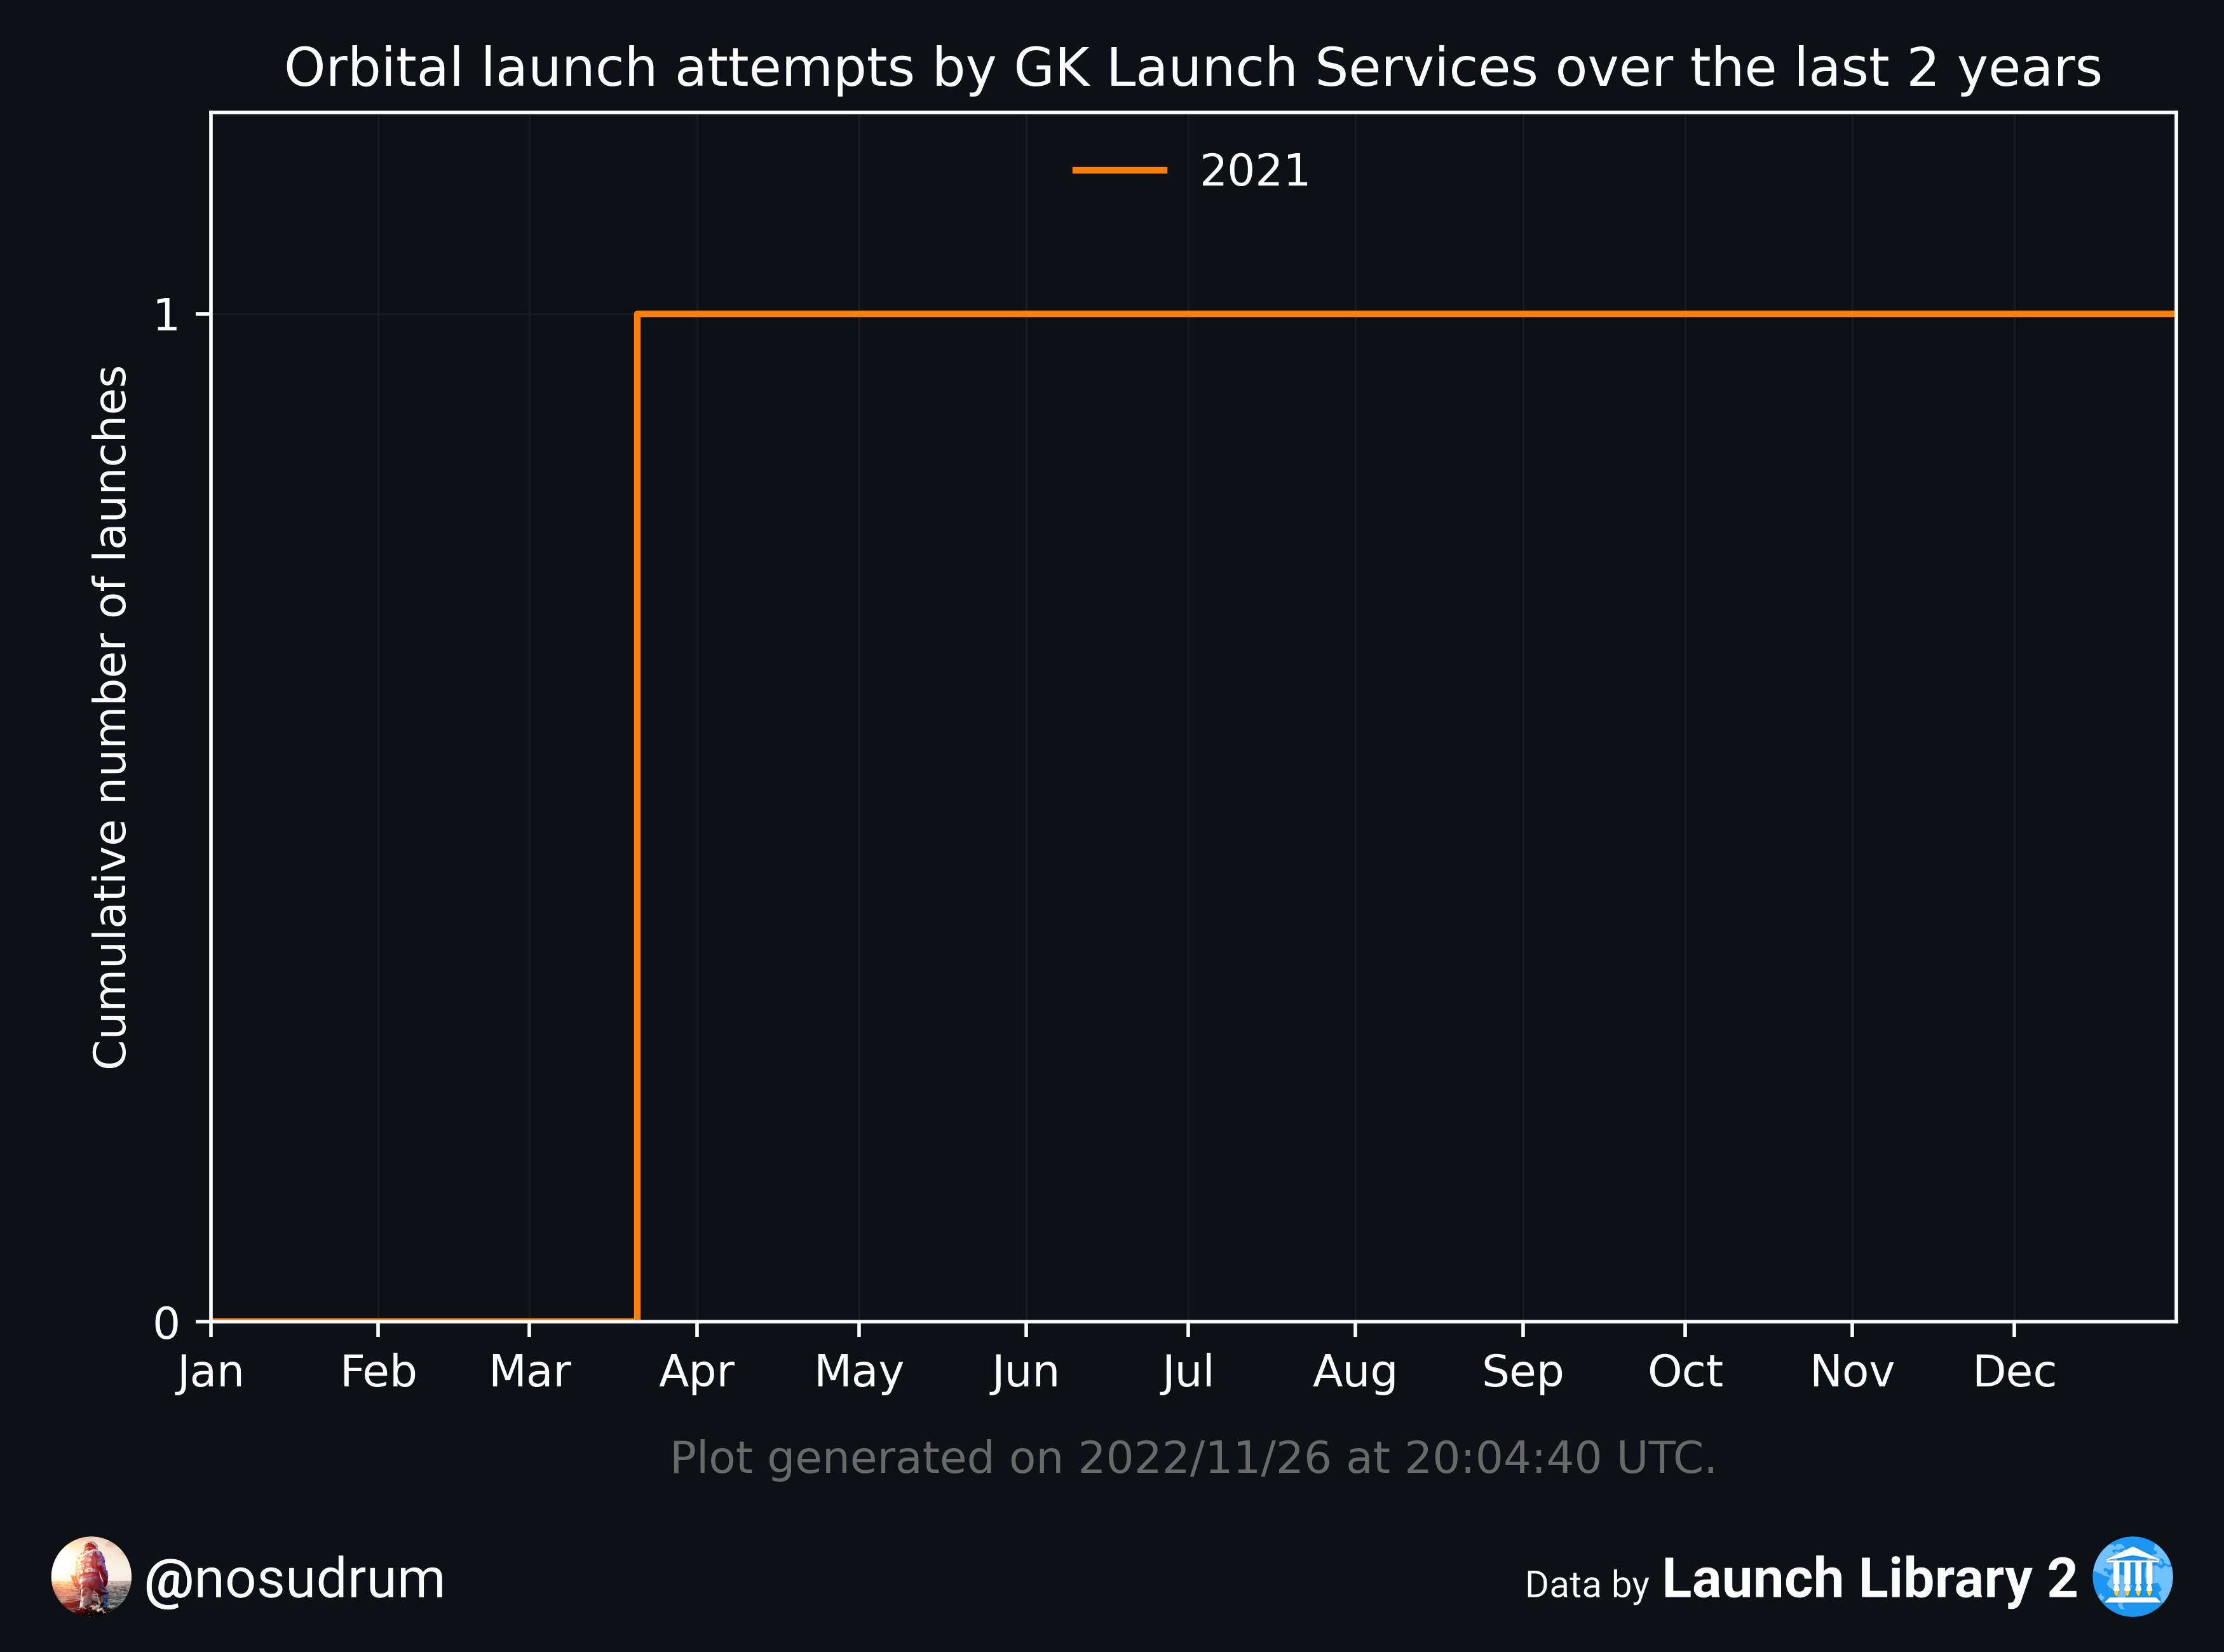 Orbital launch attempts by GK Launch Services over the last 2 years
2021
1
Cumulative number of launches
0
Jan Feb Mar Apr May Jun Jul Aug Sep Oct Nov Dec
Plot generated on 2022/11/26 at 20:04:40 UTC.
@nosudrum
Data by Launch Library 2